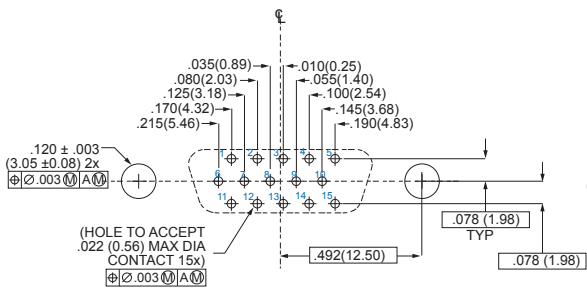 ℄
.035(0.89)
.010(0.25)
.080(2.03)
.055(1.40)
.125(3.18)
.100(2.54)
.170(4.32)
.145(3.68)
.215(5.46)
.190(4.83)
.120 ± .003
(3.05 ±0.08) 2x
⌖ Ø.003 Ⓜ A Ⓜ
1 2 3 4 5
6 7 8 9 10
11 12 13 14 15
(HOLE TO ACCEPT
.022 (0.56) MAX DIA
CONTACT 15x)
⌖ Ø.003 Ⓜ A Ⓜ
.492(12.50)
.078 (1.98)
TYP
.078 (1.98)